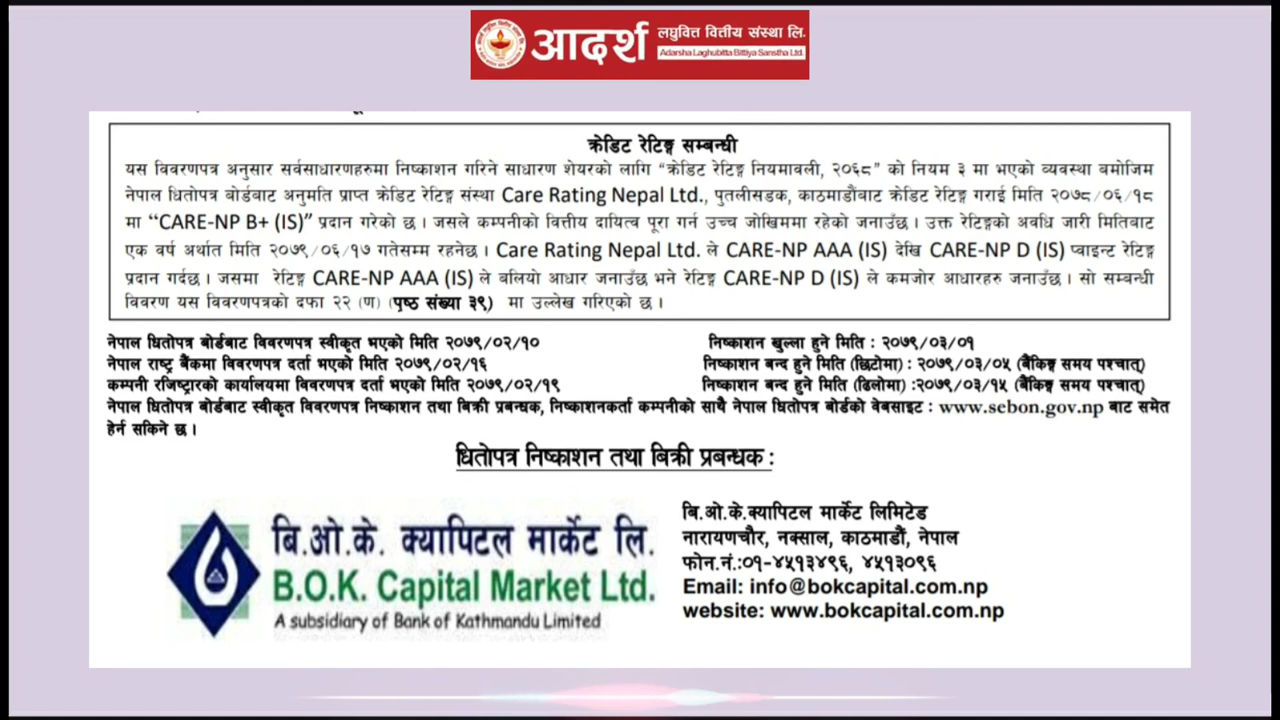 आदर्श लघुवित्त वित्तीय संस्था लि.
Adarsha Laghubitta Bittiya Sanstha Ltd.
क्रेडिट रेटिङ्ग सम्बन्धी
यस विवरणपत्र अनुसार सर्वसाधारणहरुमा निष्काशन गरिने साधारण शेयरको लागि "क्रेडिट रेटिङ्ग नियमावली, २०६८" को नियम ३ मा भएको व्यवस्था बमोजिम
नेपाल धितोपत्र बोर्डबाट अनुमति प्राप्त क्रेडिट रेटिङ्ग संस्था Care Rating Nepal Ltd., पुतलीसडक, काठमाडौंबाट क्रेडिट रेटिङ्ग गराई मिति २०७८/०६/१८
मा "CARE-NP B+ (IS)" प्रदान गरेको छ । जसले कम्पनीको वित्तीय दायित्व पूरा गर्न उच्च जोखिममा रहेको जनाउँछ । उक्त रेटिङ्गको अवधि जारी मितिबाट
एक वर्ष अर्थात मिति २०७९/०६/१७ गतेसम्म रहनेछ । Care Rating Nepal Ltd. ले CARE-NP AAA (IS) देखि CARE-NP D (IS) प्वाइन्ट रेटिङ्ग
प्रदान गर्दछ । जसमा रेटिङ्ग CARE-NP AAA (IS) ले बलियो आधार जनाउँछ भने रेटिङ्ग CARE-NP D (IS) ले कमजोर आधारहरु जनाउँछ । सो सम्बन्धी
विवरण यस विवरणपत्रको दफा २२ (ण) (पृष्ठ संख्या ३९) मा उल्लेख गरिएको छ ।
नेपाल धितोपत्र बोर्डबाट विवरणपत्र स्वीकृत भएको मिति २०७९/०२/१० निष्काशन खुल्ला हुने मिति : २०७९/०३/०१
नेपाल राष्ट्र बैंकमा विवरणपत्र दर्ता भएको मिति २०७९/०२/१६ निष्काशन बन्द हुने मिति (छिटोमा) : २०७९/०३/०५ (बैंकिङ्ग समय पश्चात्)
कम्पनी रजिष्ट्रारको कार्यालयमा विवरणपत्र दर्ता भएको मिति २०७९/०२/१९ निष्काशन बन्द हुने मिति (ढिलोमा) :२०७९/०३/१५ (बैंकिङ्ग समय पश्चात्)
नेपाल धितोपत्र बोर्डबाट स्वीकृत विवरणपत्र निष्काशन तथा बिक्री प्रबन्धक, निष्काशनकर्ता कम्पनीको साथै नेपाल धितोपत्र बोर्डको वेबसाइट : www.sebon.gov.np बाट समेत
हेर्न सकिने छ ।
धितोपत्र निष्काशन तथा बिक्री प्रबन्धक :
बि.ओ.के. क्यापिटल मार्केट लि.
B.O.K. Capital Market Ltd.
A subsidiary of Bank of Kathmandu Limited
बि.ओ.के.क्यापिटल मार्केट लिमिटेड
नारायणचौर, नक्साल, काठमाडौं, नेपाल
फोन.नं.:०१-४५१३४९६, ४५१३०९६
Email: info@bokcapital.com.np
website: www.bokcapital.com.np